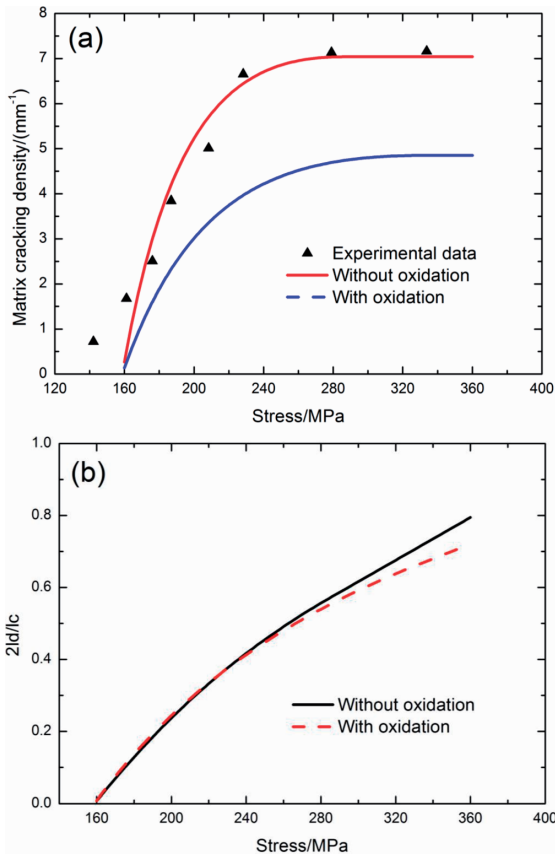 (a)
8
7
6
5
4
3
2
1
0
Matrix cracking density/(mm⁻¹)
Experimental data
Without oxidation
With oxidation
120 160 200 240 280 320 360 400
Stress/MPa
(b)
1.0
0.8
0.6
0.4
0.2
0.0
2ld/lc
Without oxidation
With oxidation
160 200 240 280 320 360 400
Stress/MPa